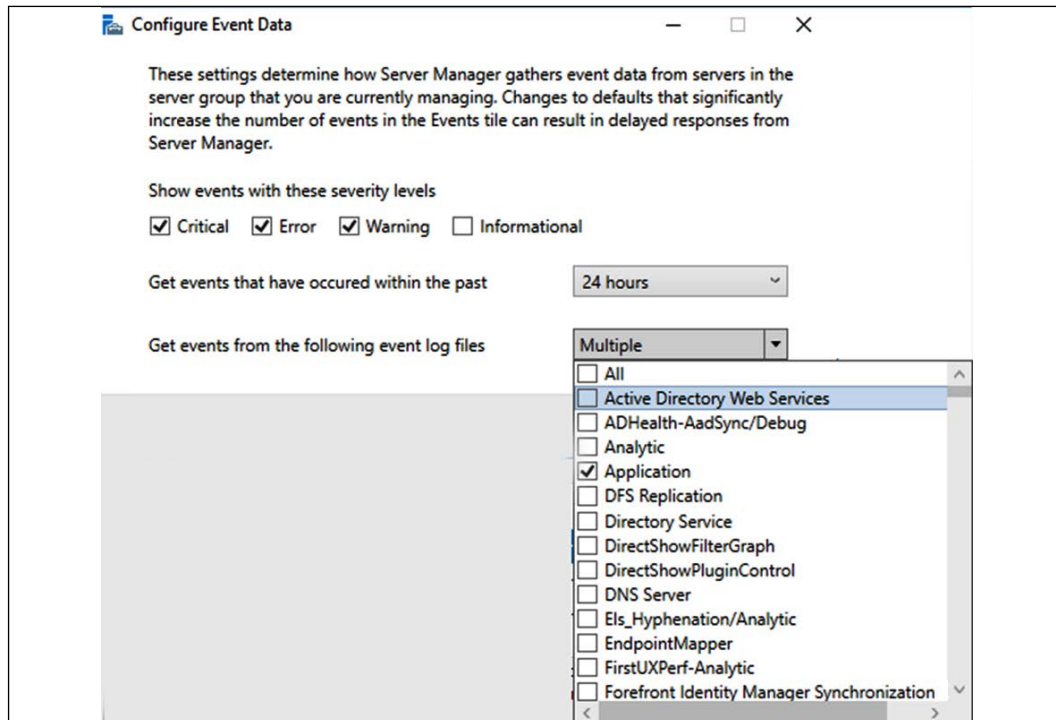 Configure Event Data
These settings determine how Server Manager gathers event data from servers in the
server group that you are currently managing. Changes to defaults that significantly
increase the number of events in the Events tile can result in delayed responses from
Server Manager.
Show events with these severity levels
Critical Error Warning Informational
Get events that have occured within the past 24 hours
Get events from the following event log files Multiple
All
Active Directory Web Services
ADHealth-AadSync/Debug
Analytic
Application
DFS Replication
Directory Service
DirectShowFilterGraph
DirectShowPluginControl
DNS Server
Els_Hyphenation/Analytic
EndpointMapper
FirstUXPerf-Analytic
Forefront Identity Manager Synchronization